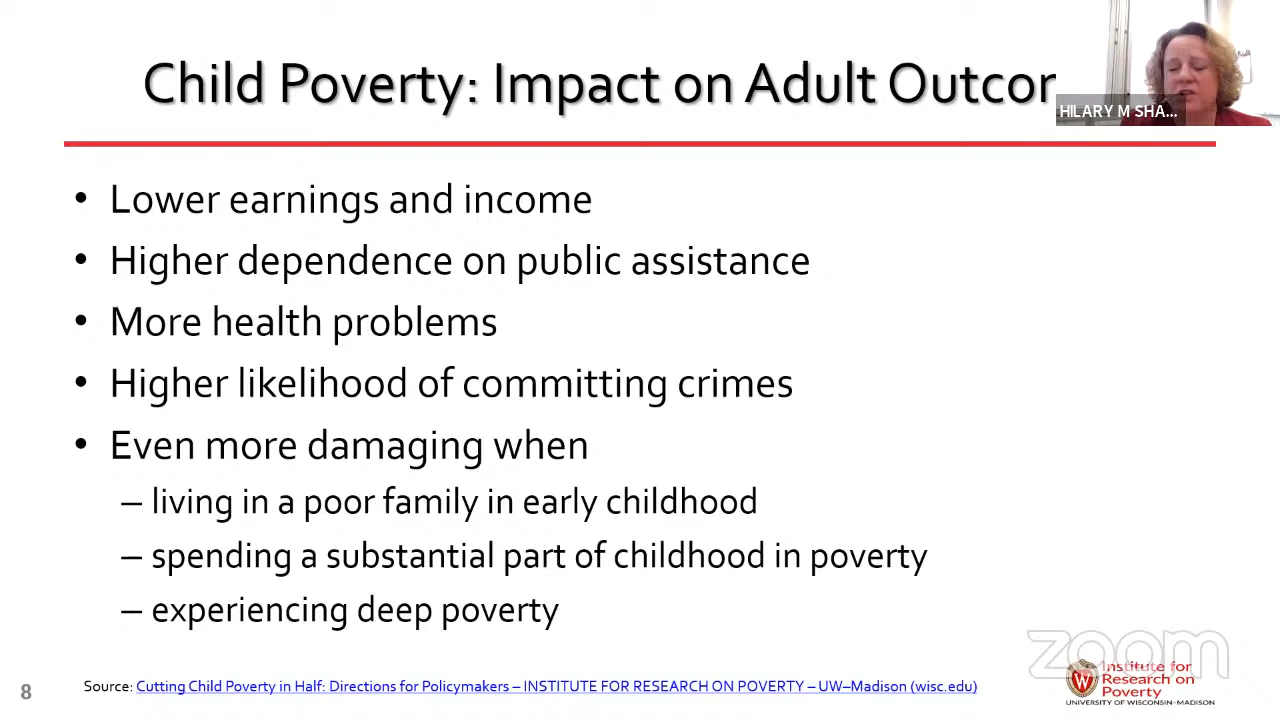 Child Poverty: Impact on Adult Outcor
HILARY M SHA...
• Lower earnings and income
• Higher dependence on public assistance
• More health problems
• Higher likelihood of committing crimes
• Even more damaging when
– living in a poor family in early childhood
– spending a substantial part of childhood in poverty
– experiencing deep poverty
zoom
Institute for
Research on
Poverty
UNIVERSITY OF WISCONSIN-MADISON
8
Source: Cutting Child Poverty in Half: Directions for Policymakers – INSTITUTE FOR RESEARCH ON POVERTY – UW–Madison (wisc.edu)